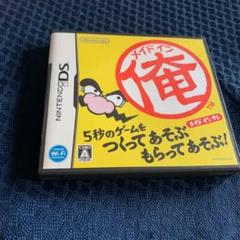 Nintendo
NINTENDO DS
メイド イン
俺
5秒のゲームを
つくってあそぶ
もらってあそぶ!
メイド イン オレ
Wi Fi
A